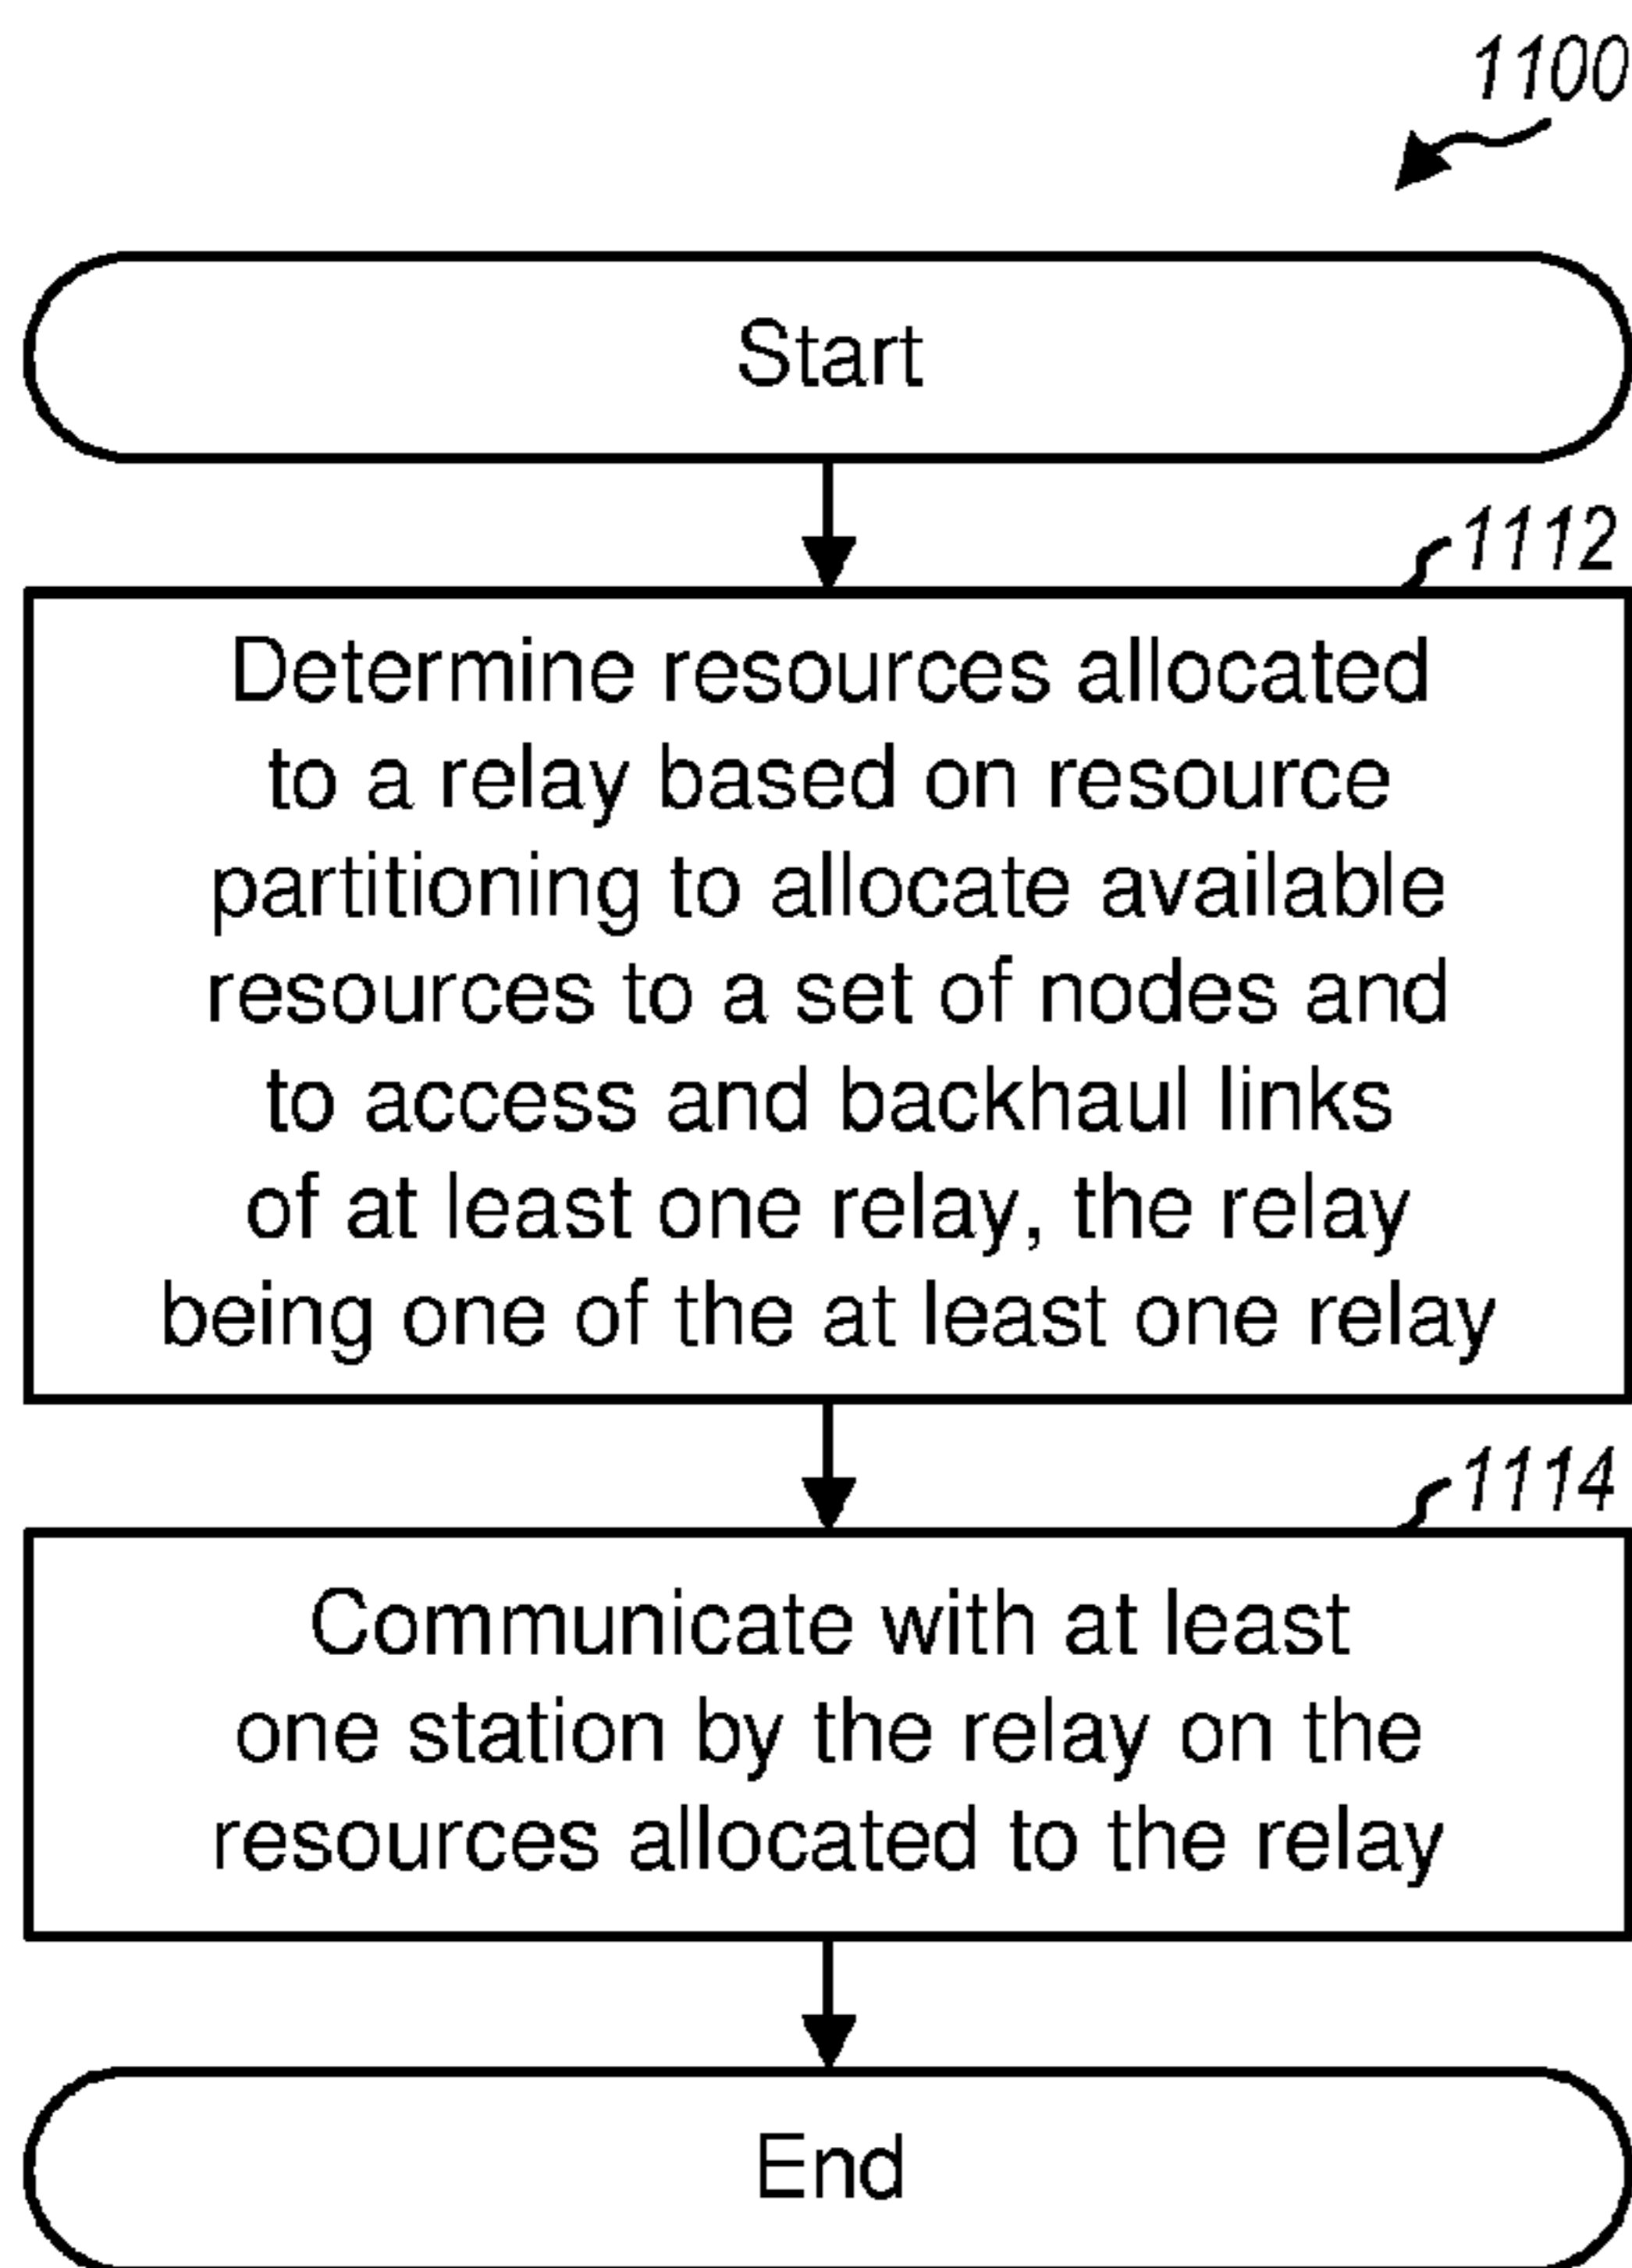 1100
Start
1112
Determine resources allocated
to a relay based on resource
partitioning to allocate available
resources to a set of nodes and
to access and backhaul links
of at least one relay, the relay
being one of the at least one relay
1114
Communicate with at least
one station by the relay on the
resources allocated to the relay
End